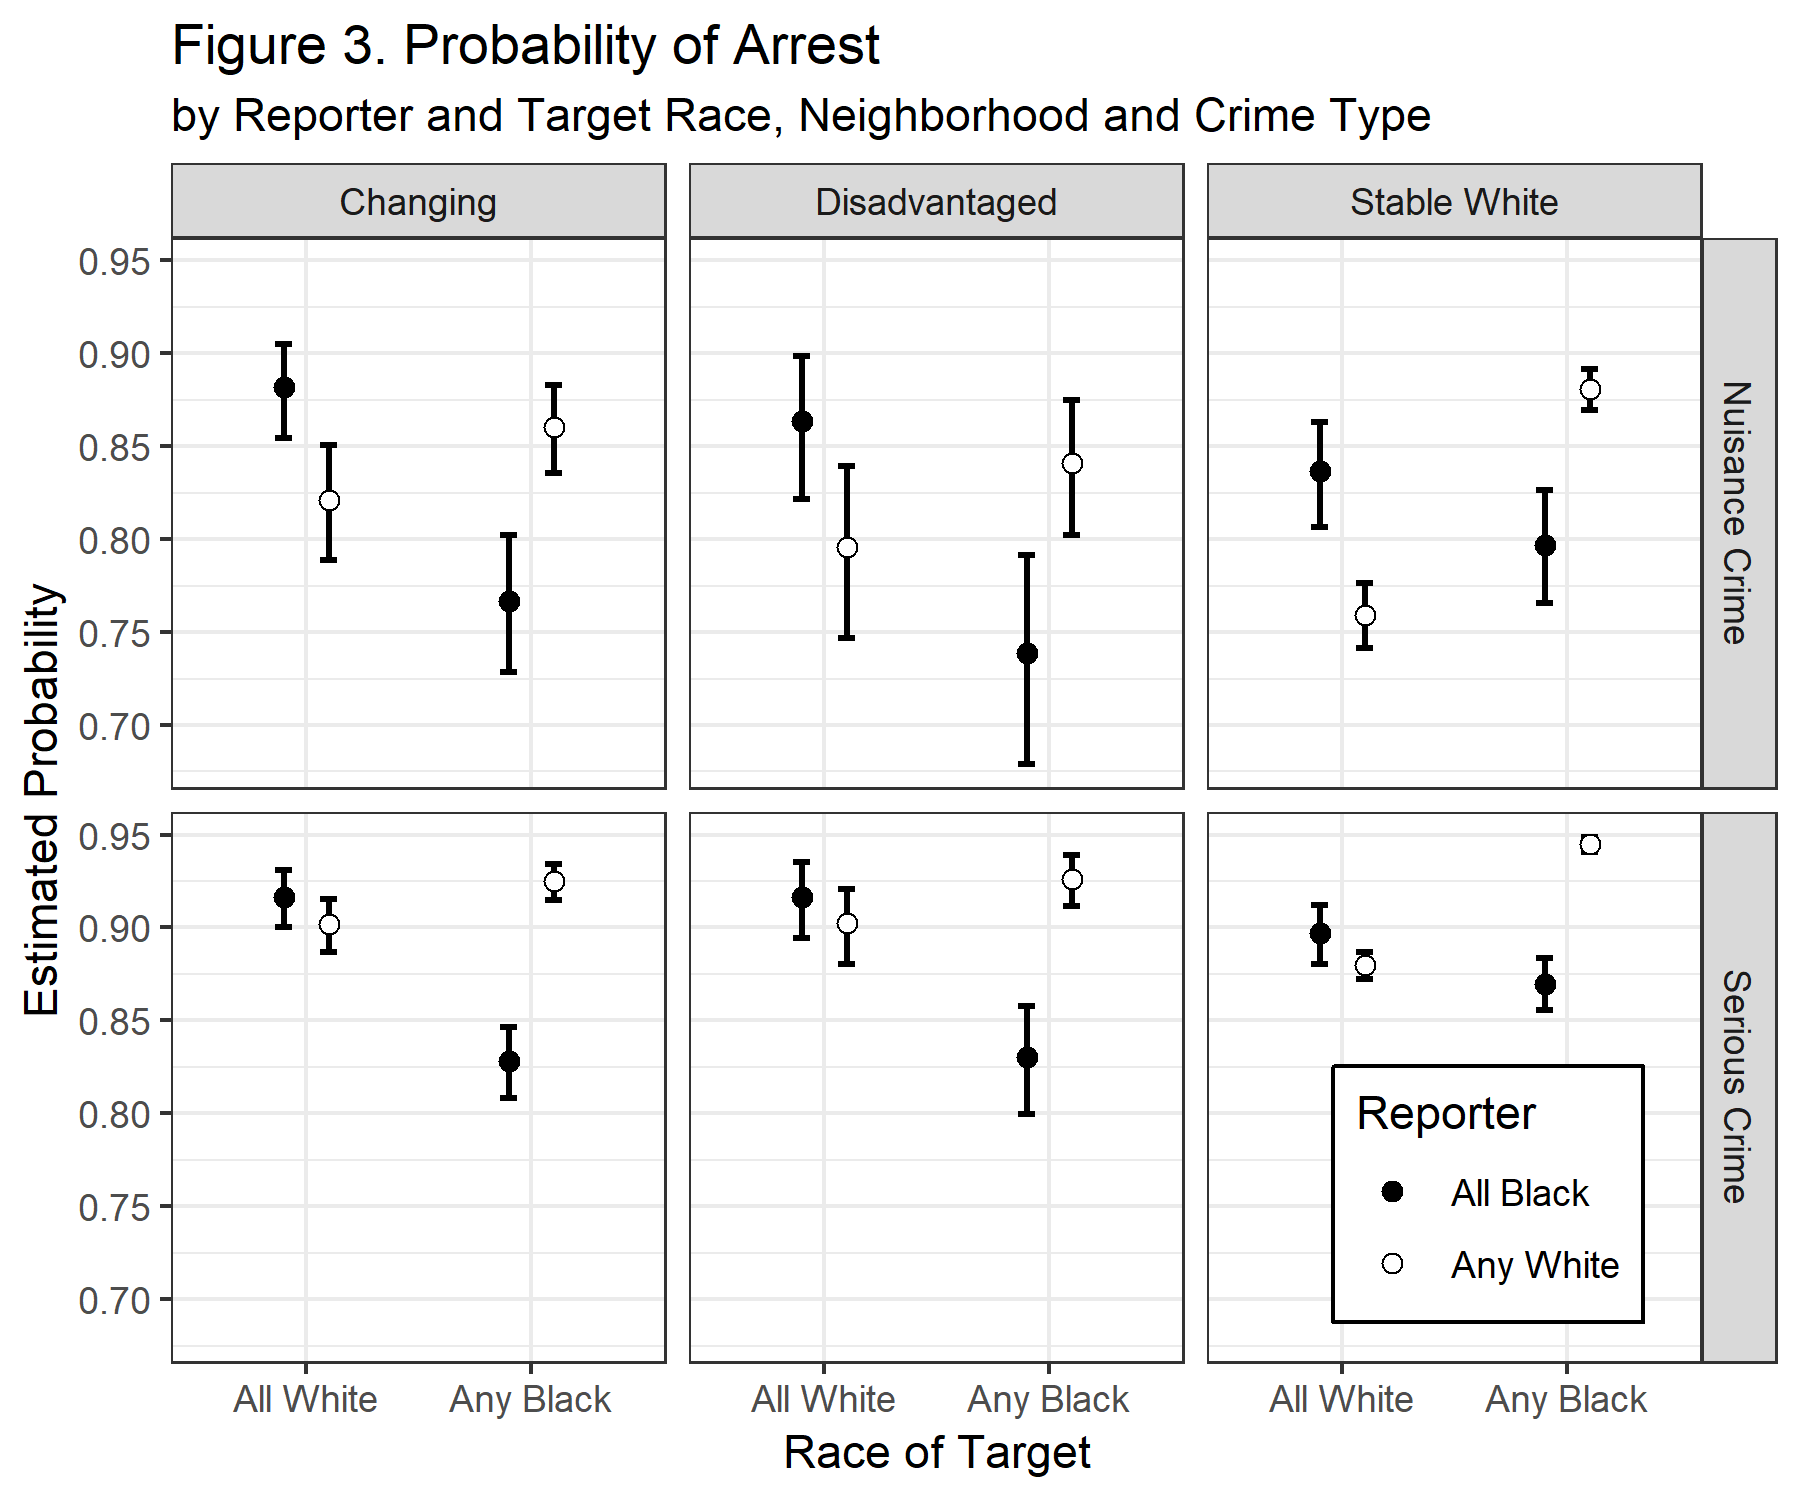 Figure 3. Probability of Arrest
by Reporter and Target Race, Neighborhood and Crime Type
Changing
Disadvantaged
Stable White
0.95
0.90
0.85
0.80
0.75
0.70
Nuisance Crime
Estimated Probability
0.95
0.90
0.85
0.80
0.75
0.70
Serious Crime
Reporter
All Black
Any White
All White
Any Black
All White
Any Black
All White
Any Black
Race of Target